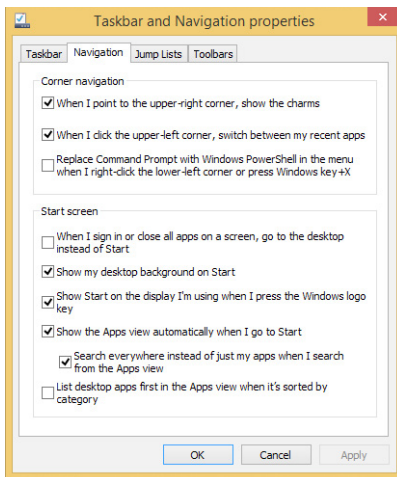 Taskbar and Navigation properties
Taskbar Navigation Jump Lists Toolbars
Corner navigation
When I point to the upper-right corner, show the charms
When I click the upper-left corner, switch between my recent apps
Replace Command Prompt with Windows PowerShell in the menu
when I right-click the lower-left corner or press Windows key+X
Start screen
When I sign in or close all apps on a screen, go to the desktop
instead of Start
Show my desktop background on Start
Show Start on the display I'm using when I press the Windows logo
key
Show the Apps view automatically when I go to Start
Search everywhere instead of just my apps when I search
from the Apps view
List desktop apps first in the Apps view when it's sorted by
category
OK Cancel Apply